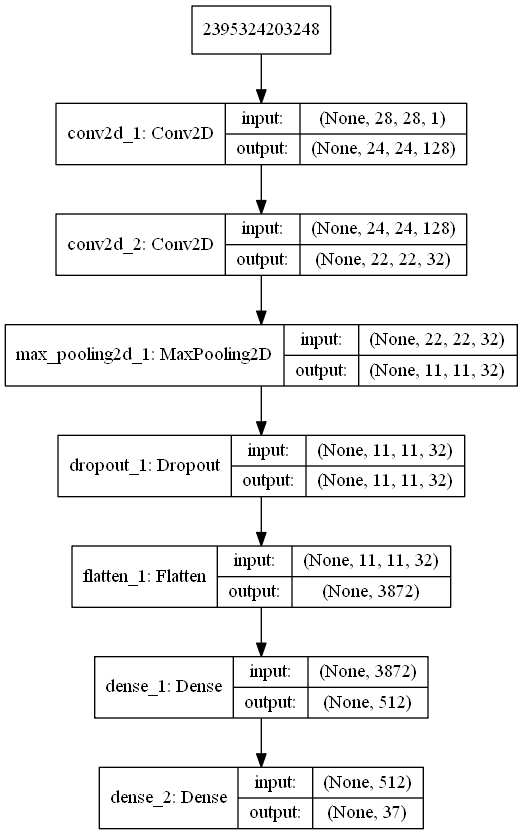 2395324203248
conv2d_1: Conv2D
input: (None, 28, 28, 1)
output: (None, 24, 24, 128)
conv2d_2: Conv2D
input: (None, 24, 24, 128)
output: (None, 22, 22, 32)
max_pooling2d_1: MaxPooling2D
input: (None, 22, 22, 32)
output: (None, 11, 11, 32)
dropout_1: Dropout
input: (None, 11, 11, 32)
output: (None, 11, 11, 32)
flatten_1: Flatten
input: (None, 11, 11, 32)
output: (None, 3872)
dense_1: Dense
input: (None, 3872)
output: (None, 512)
dense_2: Dense
input: (None, 512)
output: (None, 37)